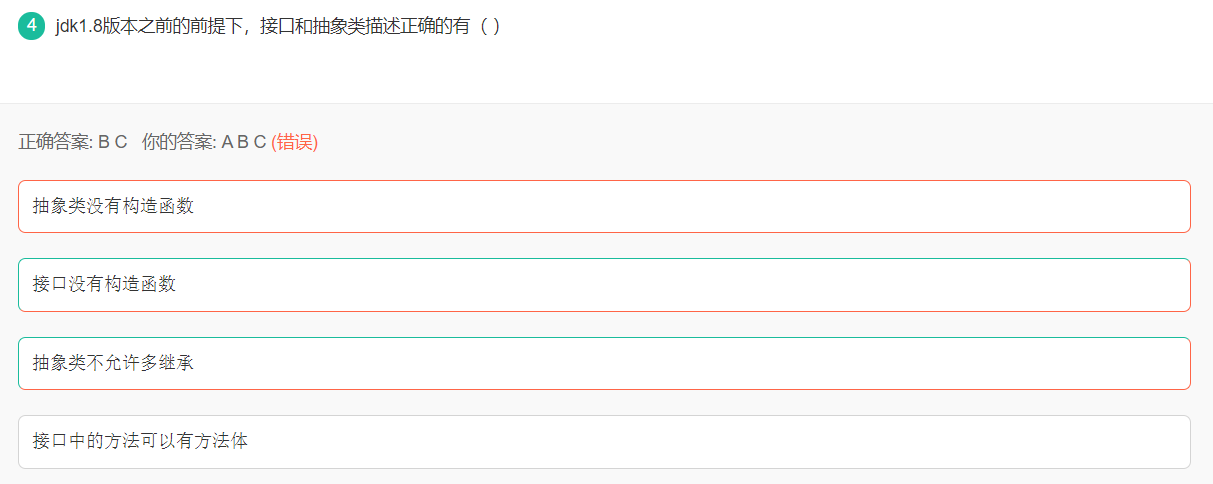 4 jdk1.8版本之前的前提下，接口和抽象类描述正确的有（ ）
正确答案: B C 你的答案: A B C (错误)
抽象类没有构造函数
接口没有构造函数
抽象类不允许多继承
接口中的方法可以有方法体